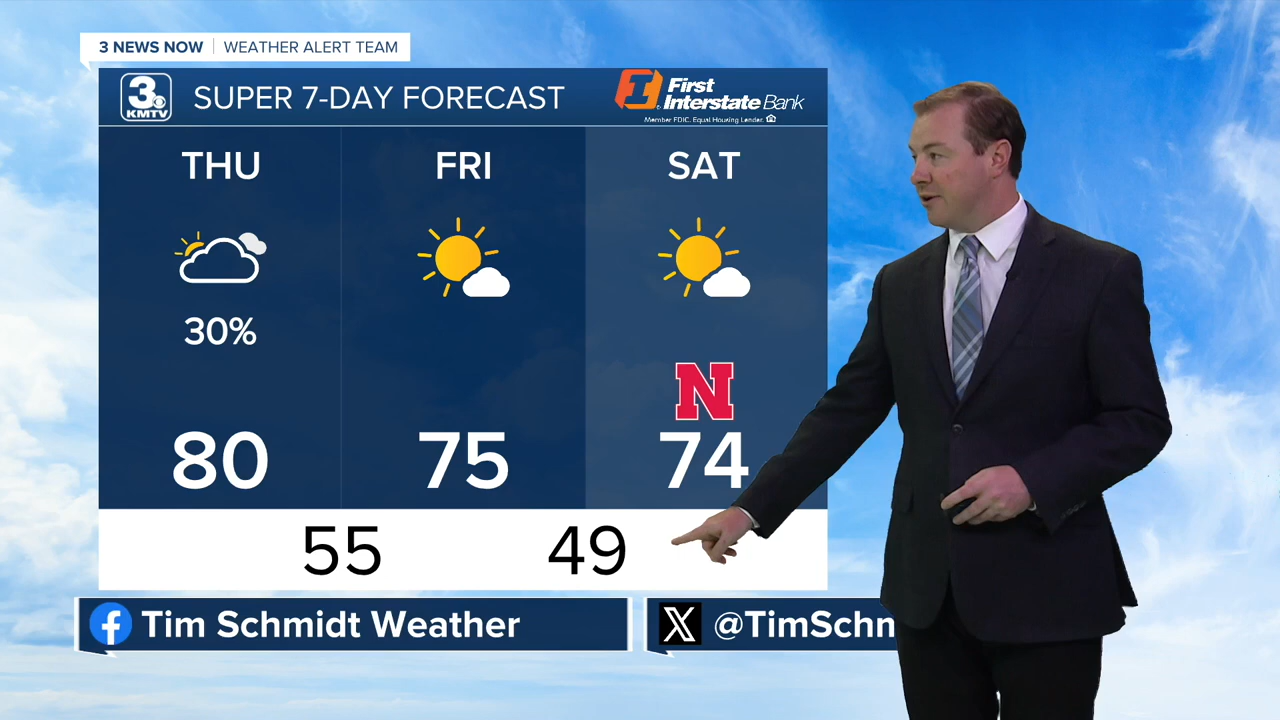 3 NEWS NOW | WEATHER ALERT TEAM
3
KMTV
SUPER 7-DAY FORECAST
First
Interstate Bank
Member FDIC. Equal Housing Lender.
THU FRI SAT
30%
N
80 75 74
55 49
Tim Schmidt Weather
X @TimSchm